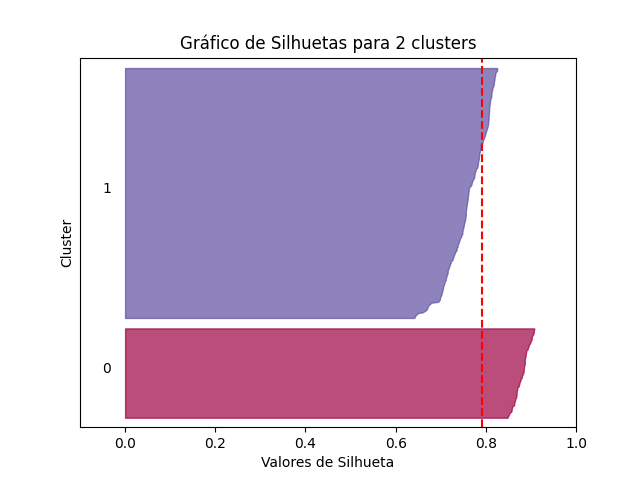 Gráfico de Silhuetas para 2 clusters
Cluster
1
0
0.0 0.2 0.4 0.6 0.8 1.0
Valores de Silhueta